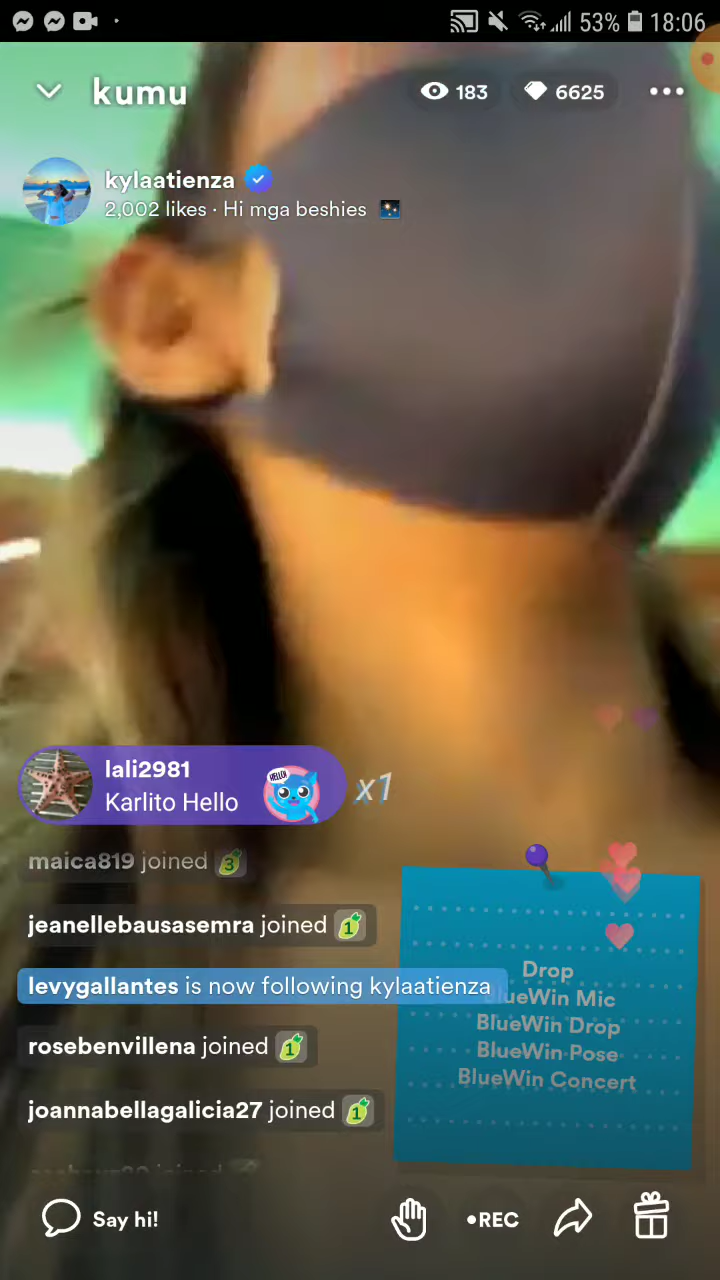 53% 18:06
kumu 183 6625
kylaatienza
2,002 likes · Hi mga beshies
lali2981
Karlito Hello HELLO! x1
maica819 joined 3
jeanellebausasemra joined 1
levygallantes is now following kylaatienza
rosebenvillena joined 1
joannabellagalicia27 joined 1
joined
Drop
BlueWin Mic
BlueWin Drop
BlueWin Pose
BlueWin Concert
Say hi! •REC